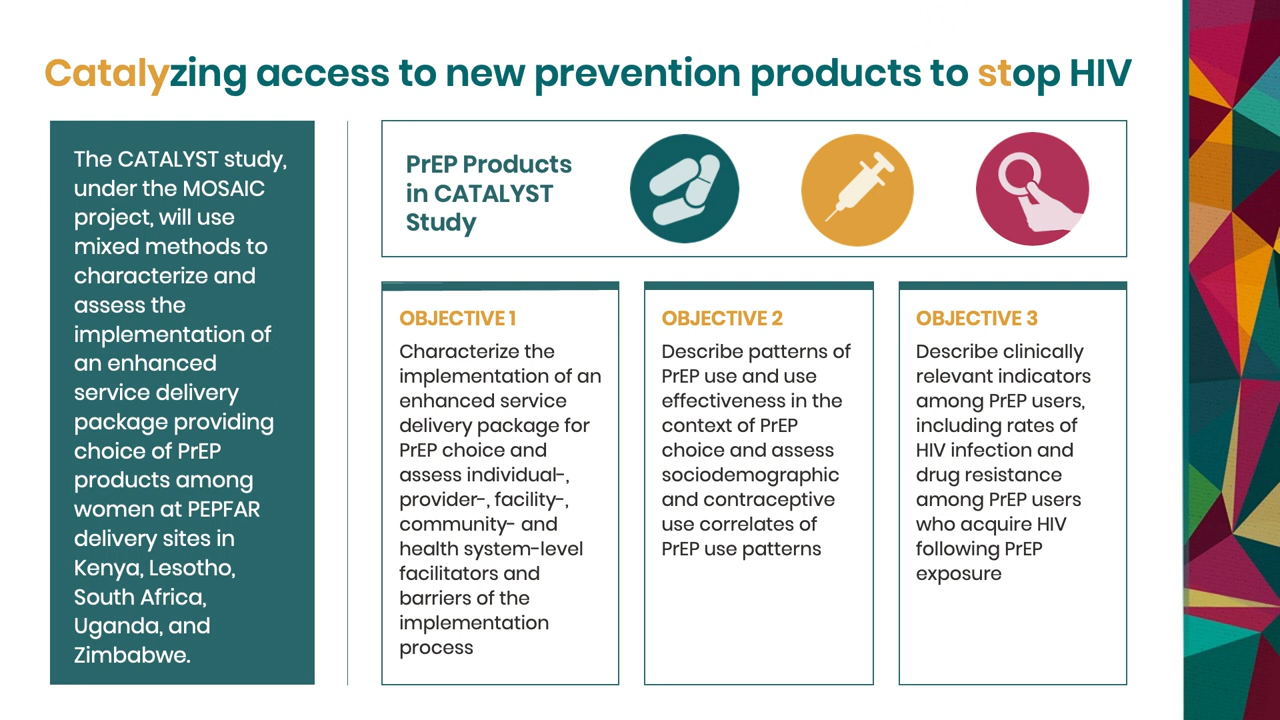 Catalyzing access to new prevention products to stop HIV
The CATALYST study,
under the MOSAIC
project, will use
mixed methods to
characterize and
assess the
implementation of
an enhanced
service delivery
package providing
choice of PrEP
products among
women at PEPFAR
delivery sites in
Kenya, Lesotho,
South Africa,
Uganda, and
Zimbabwe.
PrEP Products
in CATALYST
Study
OBJECTIVE 1
Characterize the
implementation of an
enhanced service
delivery package for
PrEP choice and
assess individual-,
provider-, facility-,
community- and
health system-level
facilitators and
barriers of the
implementation
process
OBJECTIVE 2
Describe patterns of
PrEP use and use
effectiveness in the
context of PrEP
choice and assess
sociodemographic
and contraceptive
use correlates of
PrEP use patterns
OBJECTIVE 3
Describe clinically
relevant indicators
among PrEP users,
including rates of
HIV infection and
drug resistance
among PrEP users
who acquire HIV
following PrEP
exposure